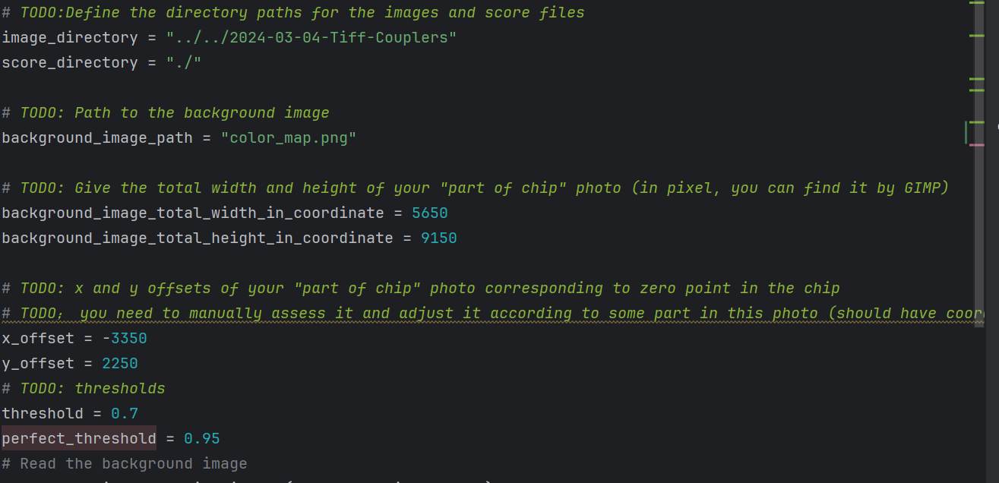 # TODO:Define the directory paths for the images and score files
image_directory = "../../2024-03-04-Tiff-Couplers"
score_directory = "./"
# TODO: Path to the background image
background_image_path = "color_map.png"
# TODO: Give the total width and height of your "part of chip" photo (in pixel, you can find it by GIMP)
background_image_total_width_in_coordinate = 5650
background_image_total_height_in_coordinate = 9150
# TODO: x and y offsets of your "part of chip" photo corresponding to zero point in the chip
# TODO； you need to manually assess it and adjust it according to some part in this photo (should have
x_offset = -3350
y_offset = 2250
# TODO: thresholds
threshold = 0.7
perfect_threshold = 0.95
# Read the background image